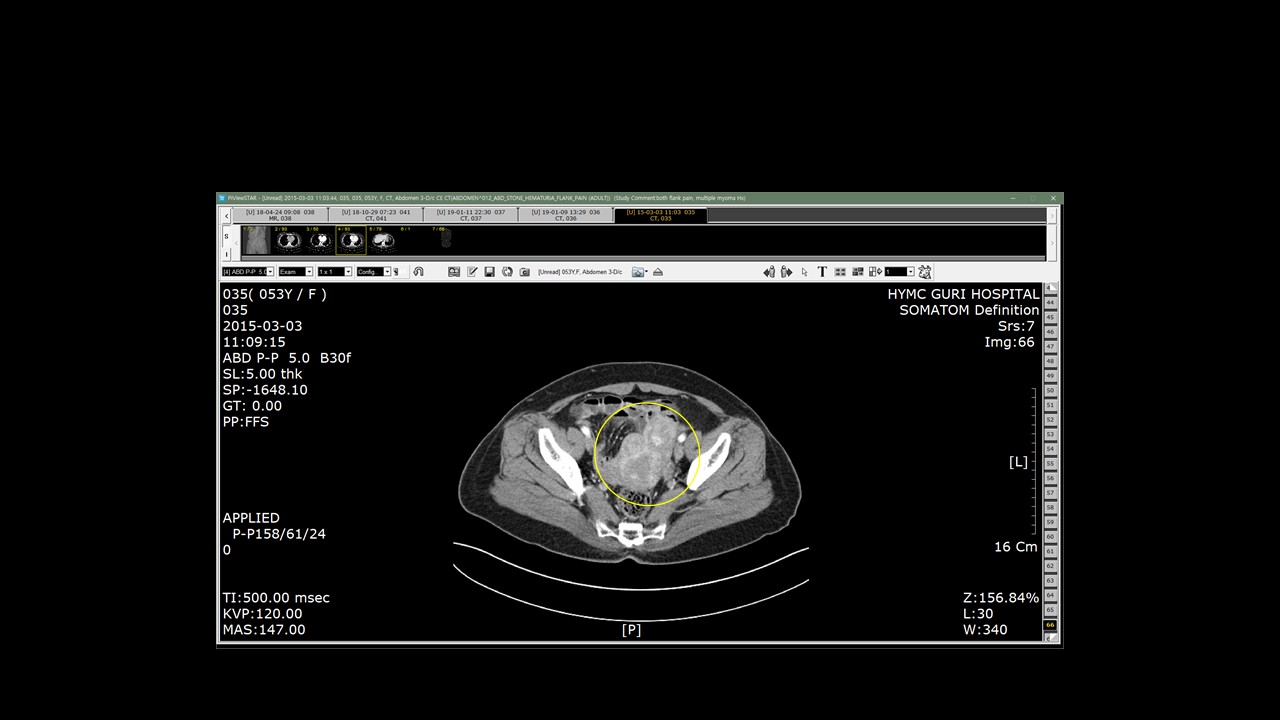 PiViewSTAR - [Unread] 2015-03-03 11:03:44, 035, 035, 053Y, F, CT, Abdomen 3-D/c CE CT(ABDOMEN^012_ABD_STONE_HEMATURIA_FLANK_PAIN (ADULT)) (Study Comment:both flank pain, multiple myoma Hs)
[U] 18-04-24 09:08 038
MR, 038
[U] 18-10-29 07:23 041
CT, 041
[U] 19-01-11 22:30 037
CT, 037
[U] 19-01-09 13:29 036
CT, 036
[U] 15-03-03 11:03 035
CT, 035
S
I
[4] ABD P-P 5.0
Exam
1 x 1
Config.
[Unread] 053Y,F, Abdomen 3-D/c
T
1
035( 053Y / F )
035
2015-03-03
11:09:15
ABD P-P 5.0 B30f
SL:5.00 thk
SP:-1648.10
GT: 0.00
PP:FFS
HYMC GURI HOSPITAL
SOMATOM Definition
Srs:7
Img:66
[L]
APPLIED
P-P158/61/24
0
16 Cm
TI:500.00 msec
KVP:120.00
MAS:147.00
[P]
Z:156.84%
L:30
W:340
44
45
46
47
48
49
50
51
52
53
54
55
56
57
58
59
60
61
62
63
64
65
66